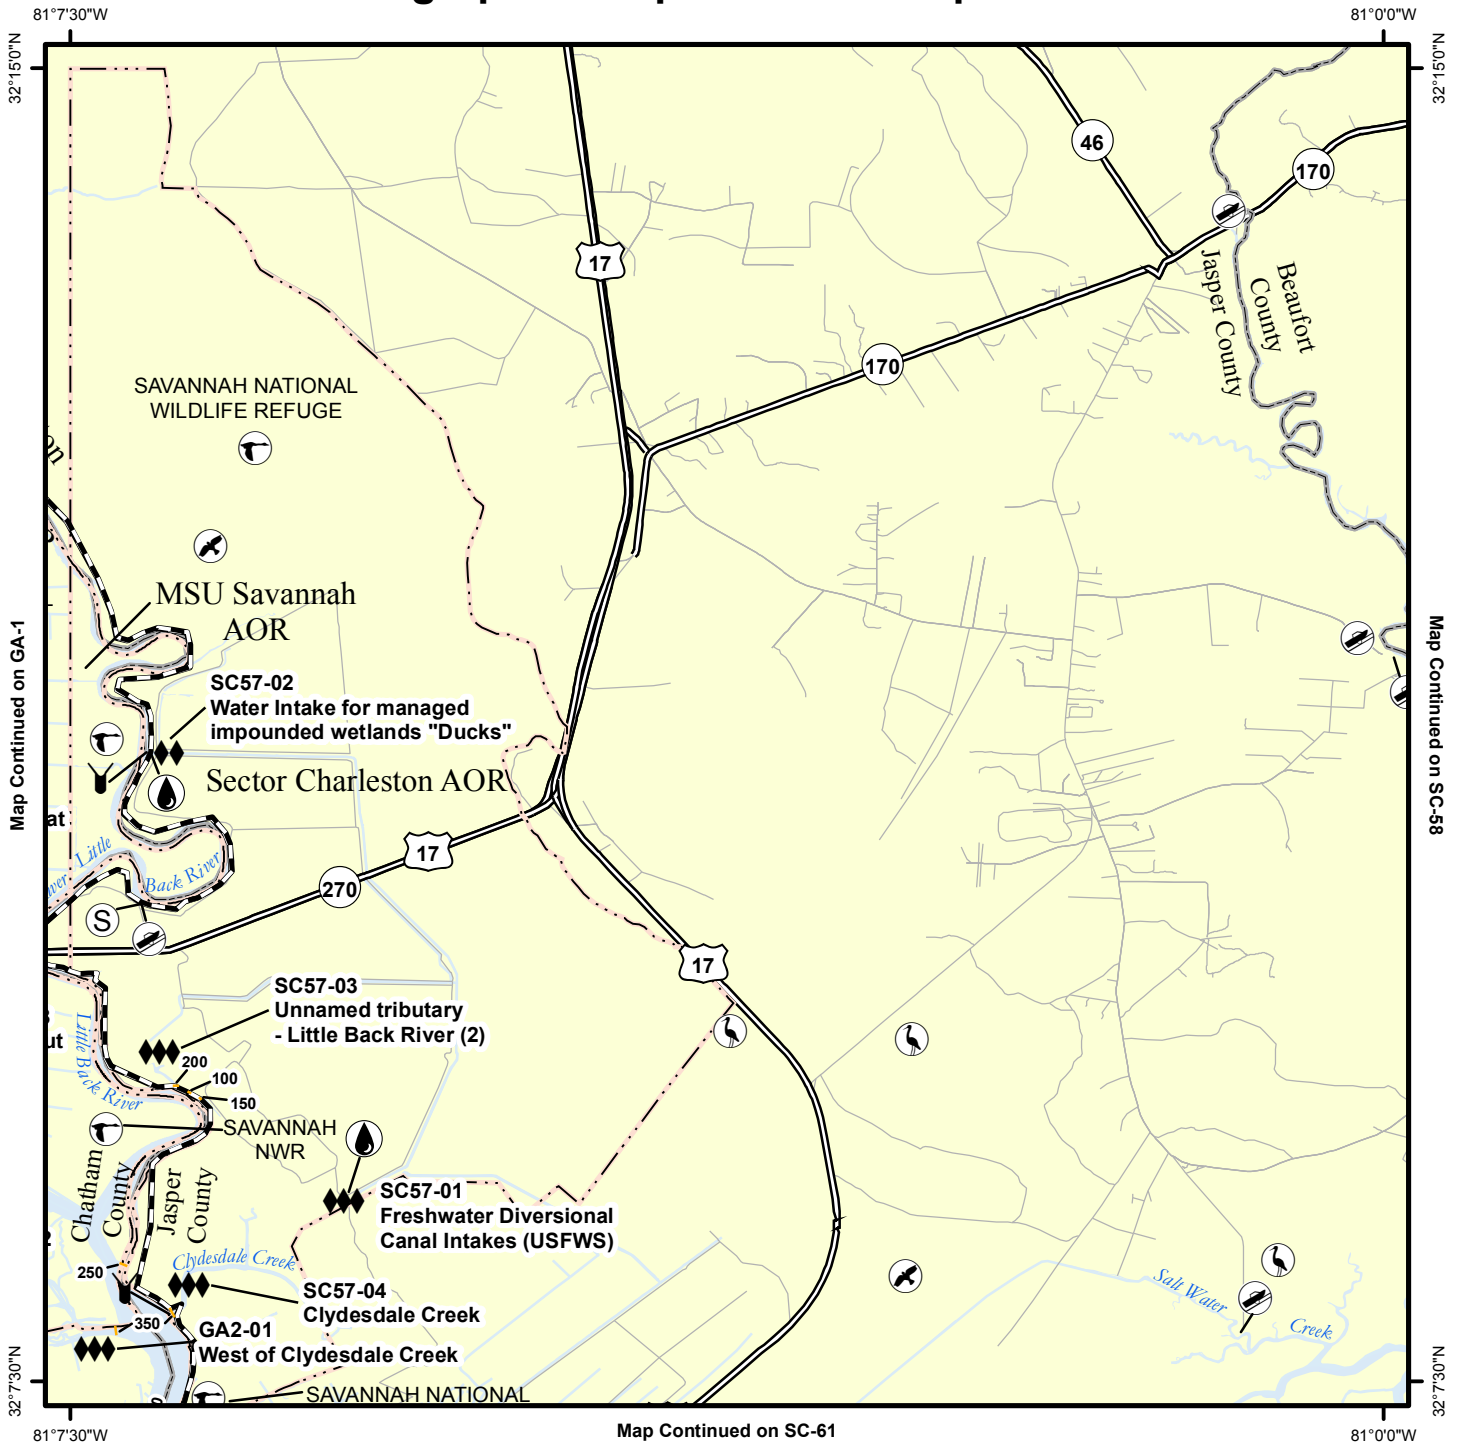 81°7'30"W
81°0'0"W
32°15'0"N
32°15'0"N
46
170
17
Jasper County
Beaufort
County
170
SAVANNAH NATIONAL
WILDLIFE REFUGE
on
MSU Savannah
AOR
SC57-02
Water Intake for managed
impounded wetlands "Ducks"
Sector Charleston AOR
Map Continued on GA-1
Map Continued on SC-58
at
Little
Back River
ver
17
270
S
17
SC57-03
Unnamed tributary
- Little Back River (2)
ut
Little Back River
200
100
150
SAVANNAH
NWR
Chatham
County
Jasper
County
SC57-01
Freshwater Diversional
Canal Intakes (USFWS)
Clydesdale Creek
250
SC57-04
Clydesdale Creek
350
GA2-01
West of Clydesdale Creek
Salt Water
Creek
SAVANNAH NATIONAL
32°7'30"N
32°7'30"N
81°7'30"W
Map Continued on SC-61
81°0'0"W